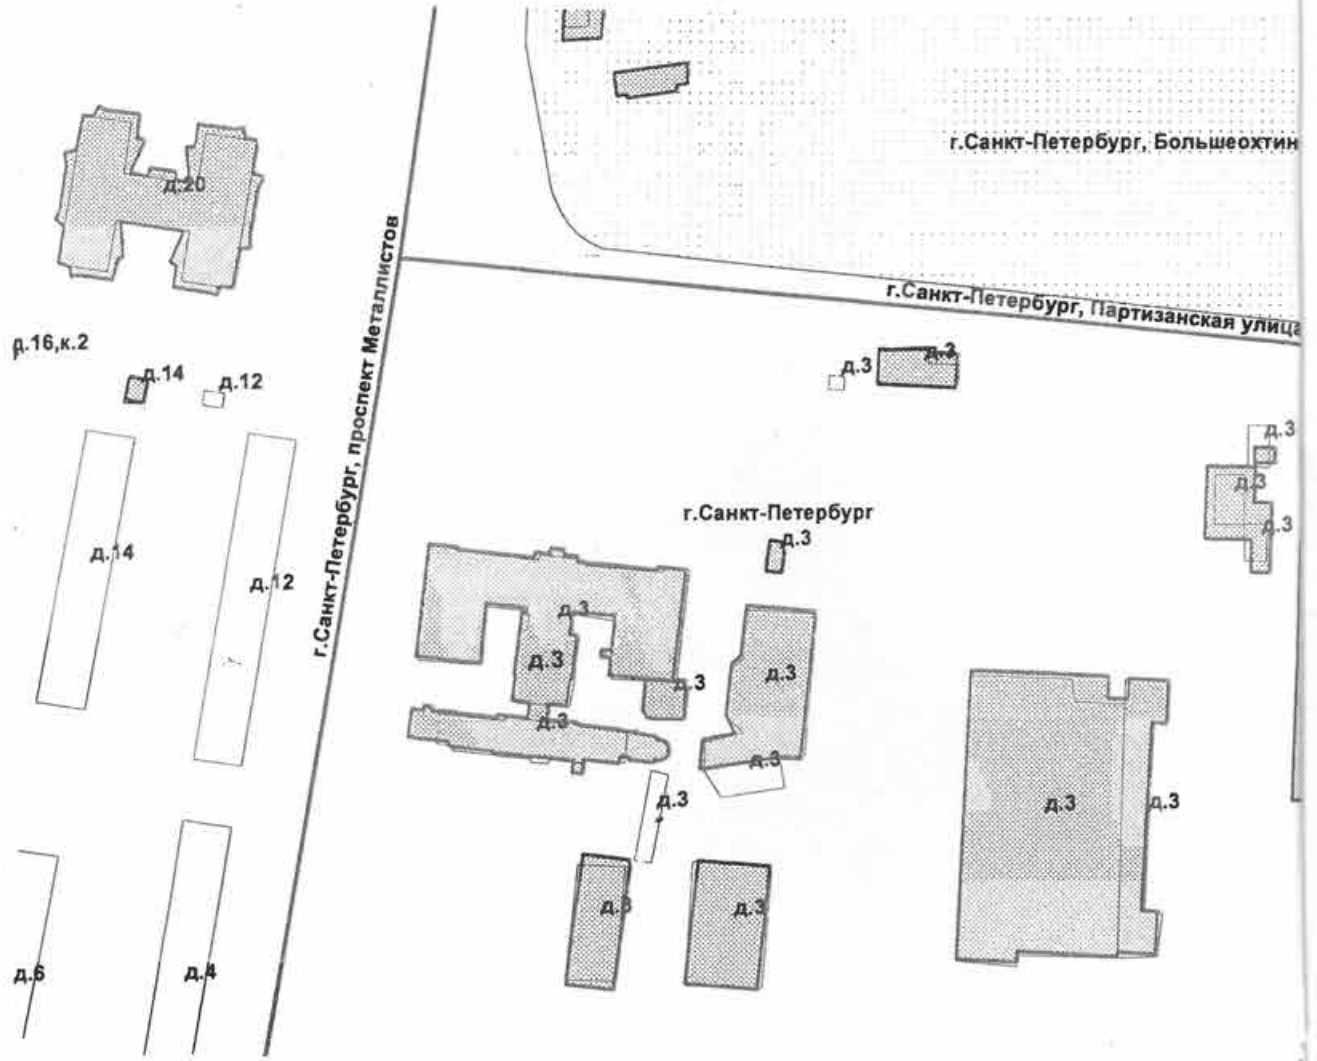 г.Санкт-Петербург, Большеохтин
д.20
г.Санкт-Петербург, проспект Металлистов
г.Санкт-Петербург, Партизанская улица
д.16,к.2
д.3
д.3
д.14
д.12
д.3
д.3
д.3
г.Санкт-Петербург
д.3
д.14
д.12
д.3
д.3
д.3
д.3
д.3
д.3
д.3
д.3
д.3
д.3
д.3
д.6
д.4